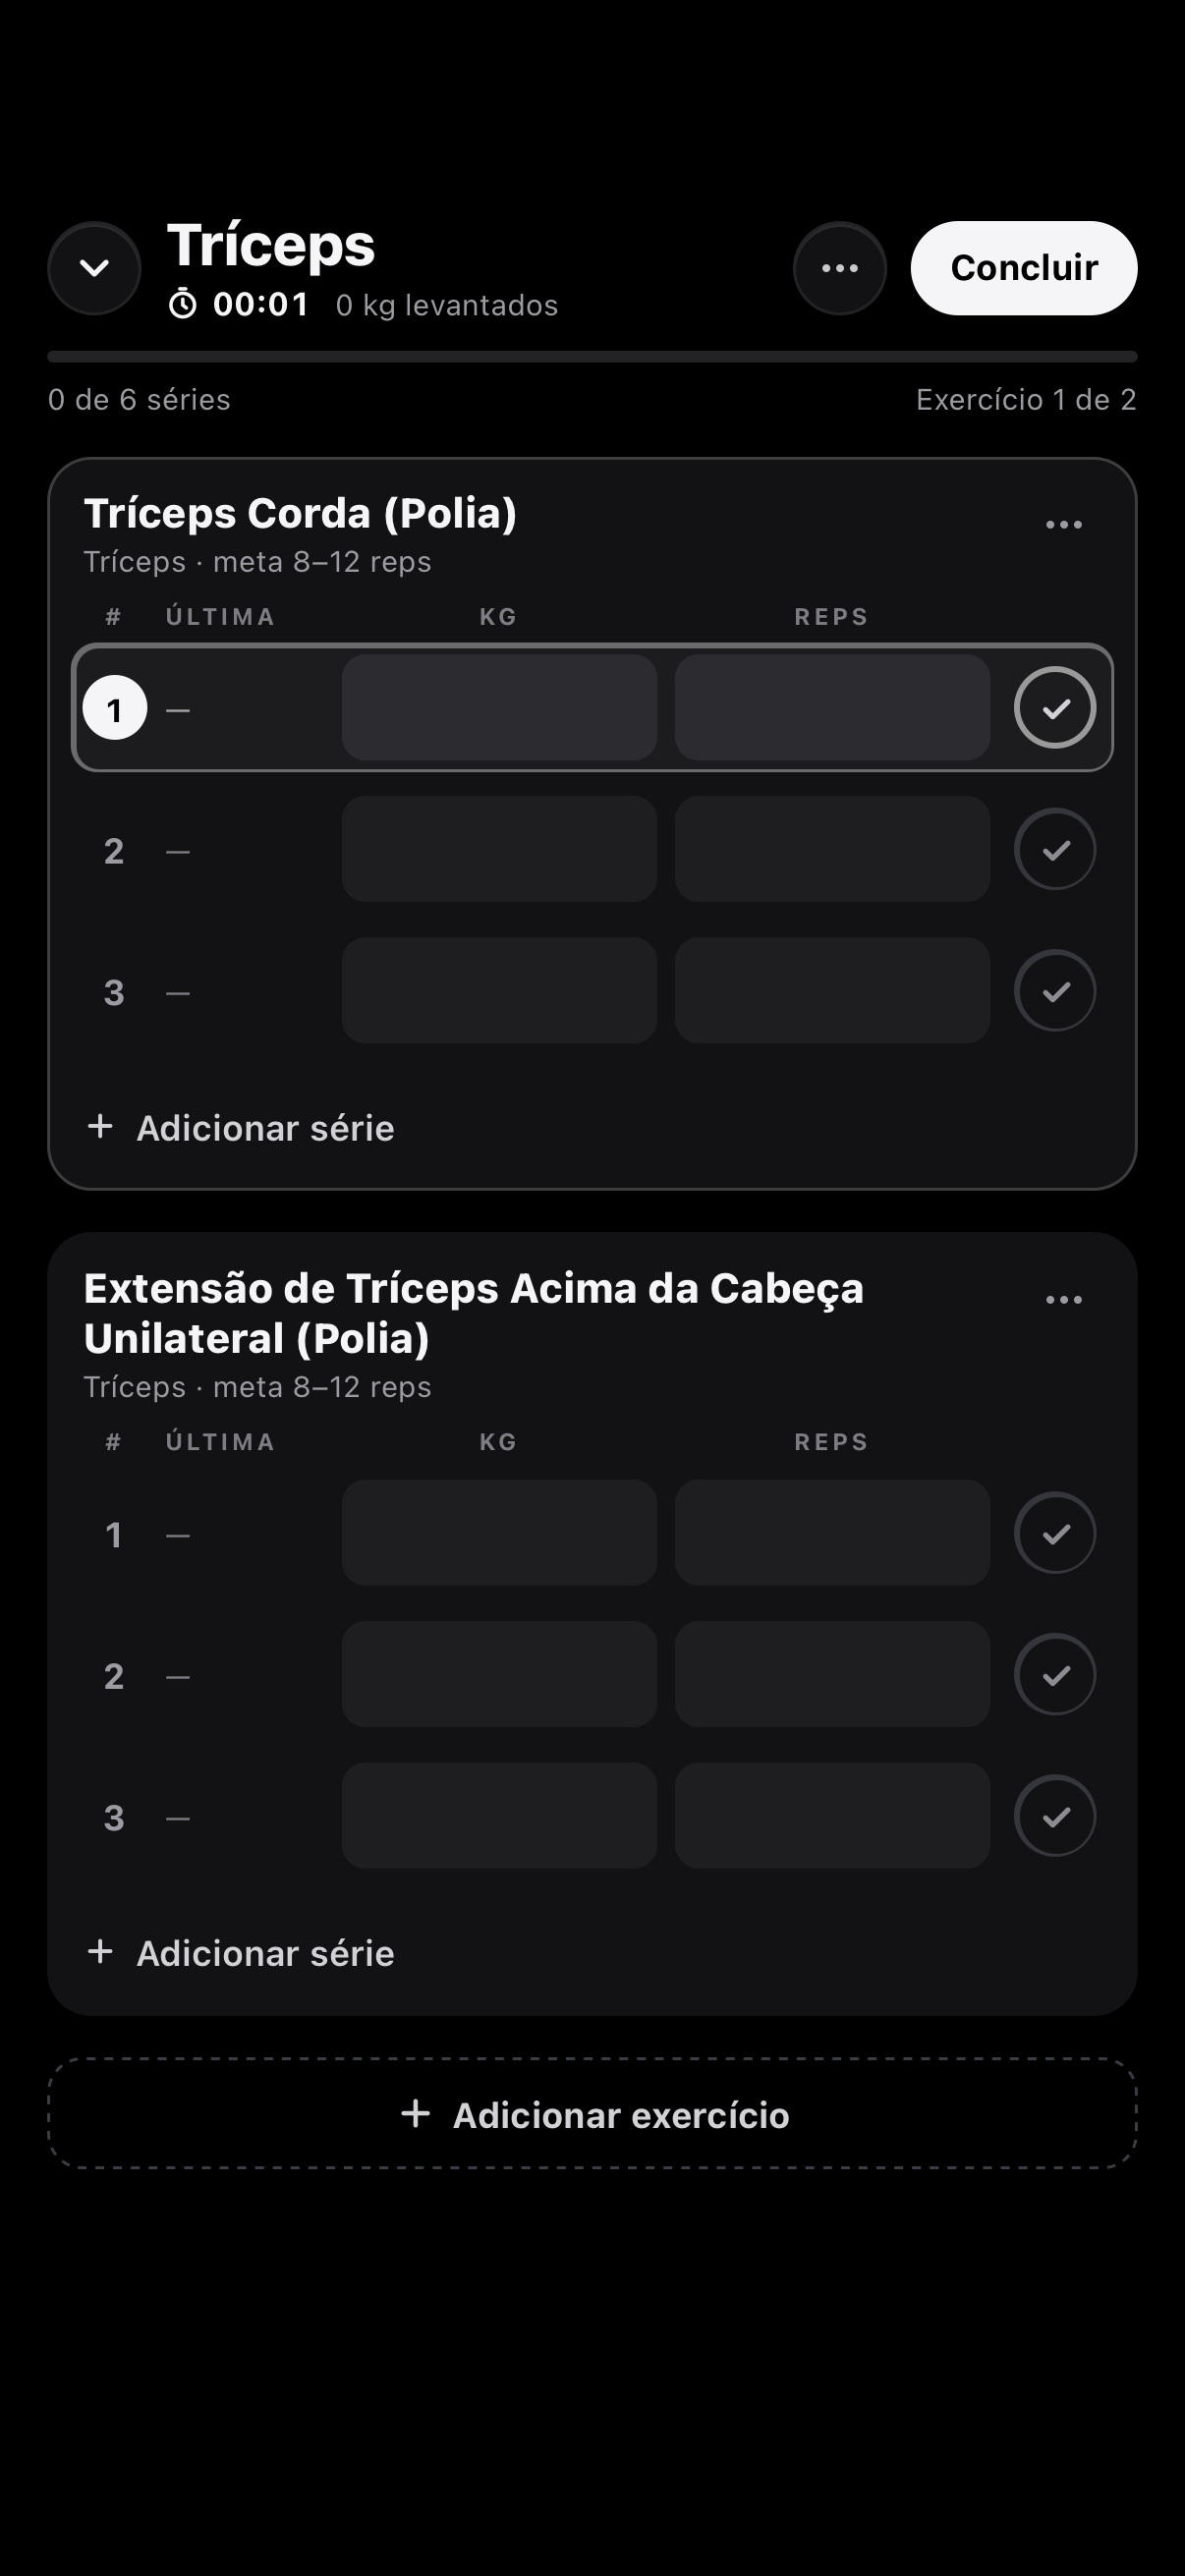 Tríceps
00:01 0 kg levantados
Concluir
0 de 6 séries
Exercício 1 de 2
Tríceps Corda (Polia)
Tríceps · meta 8–12 reps
# ÚLTIMA KG REPS
1 —
2 —
3 —
+ Adicionar série
Extensão de Tríceps Acima da Cabeça
Unilateral (Polia)
Tríceps · meta 8–12 reps
# ÚLTIMA KG REPS
1 —
2 —
3 —
+ Adicionar série
+ Adicionar exercício